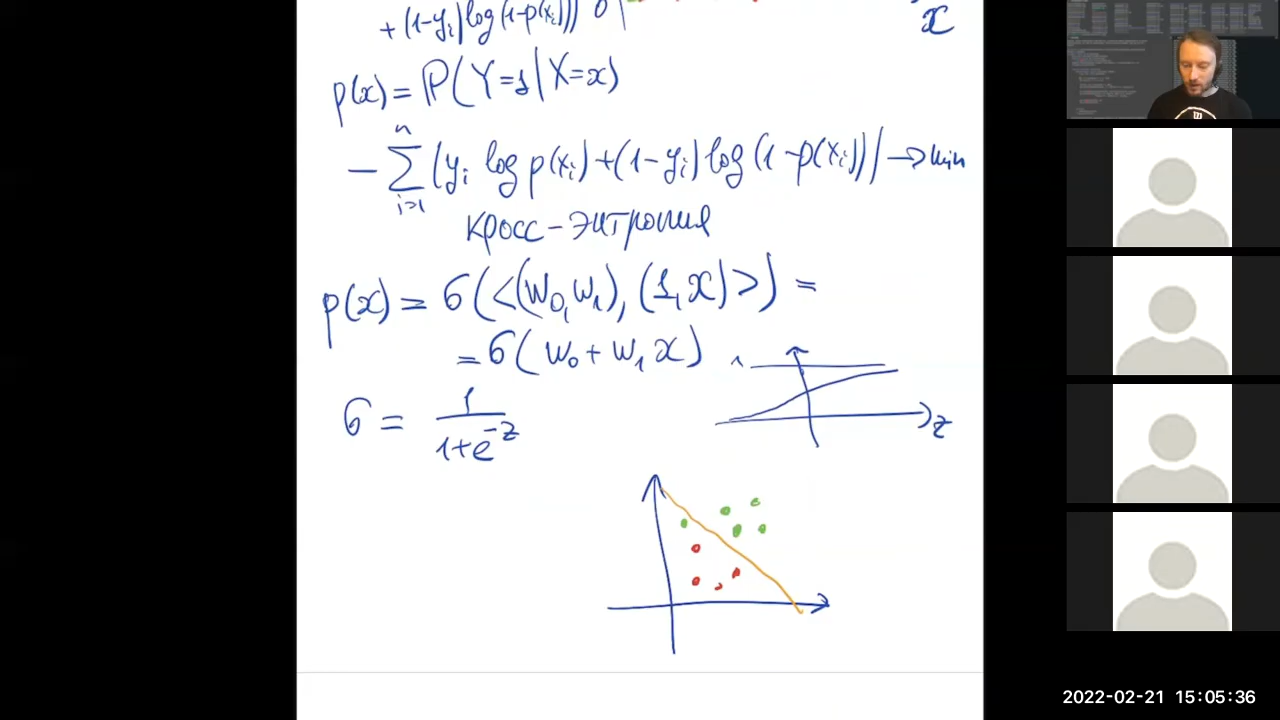 + (1-yᵢ) log (1-p(xᵢ))) 0
x
p(x) = P(Y=1 | X=x)
- ∑ᵢ₌₁ⁿ (yᵢ log p(xᵢ) + (1-yᵢ) log (1-p(xᵢ))) → min
кросс-энтропия
p(x) = σ(<(w₀, w₁), (1, x)>) =
= σ(w₀ + w₁x)
1
z
σ = 1/(1+e^-z)
2022-02-21 15:05:36